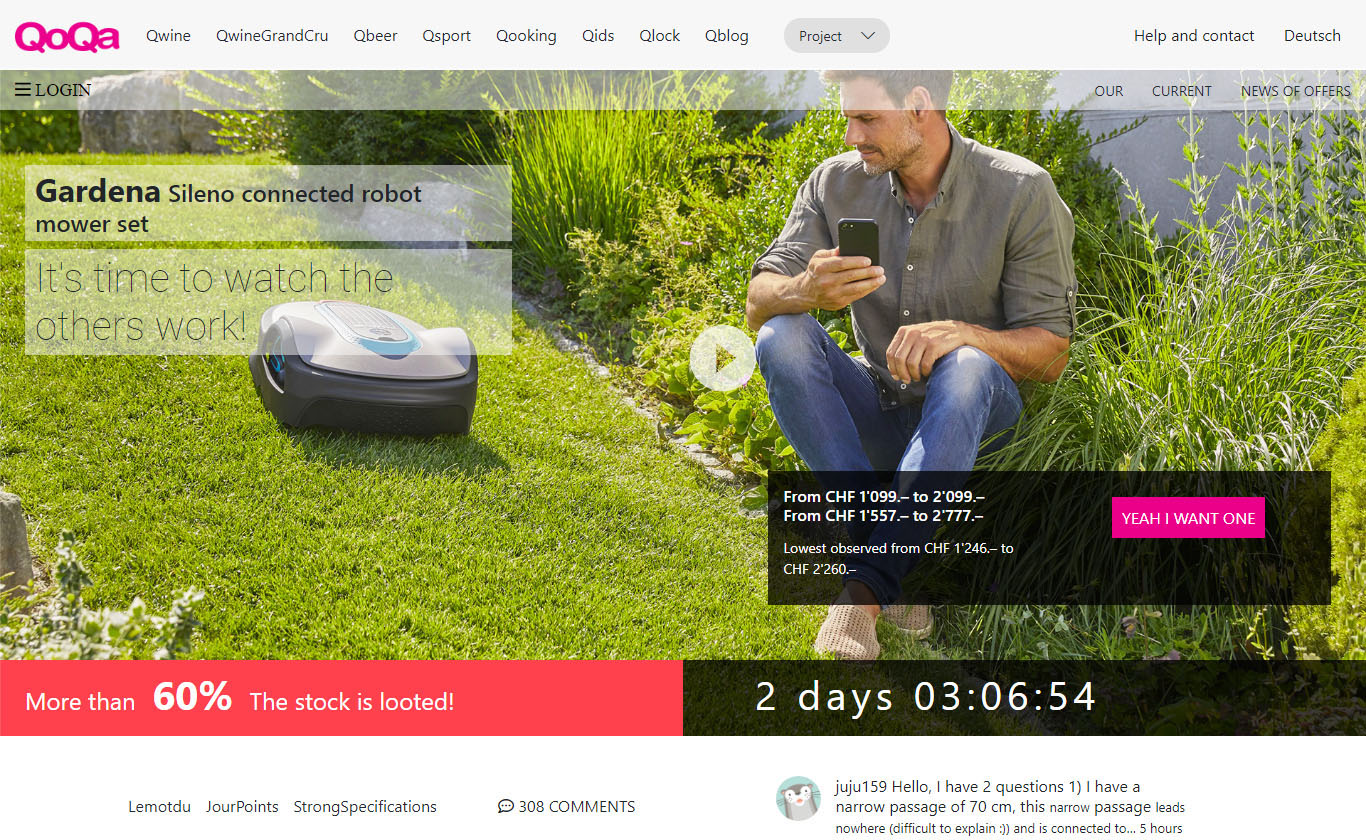 QoQa Qwine QwineGrandCru Qbeer Qsport Qooking Qids Qlock Qblog Project Help and contact Deutsch
LOGIN OUR CURRENT NEWS OF OFFERS
Gardena Sileno connected robot
mower set
It's time to watch the
others work!
From CHF 1'099.– to 2'099.–
From CHF 1'557.– to 2'777.–
YEAH I WANT ONE
Lowest observed from CHF 1'246.– to
CHF 2'260.–
More than 60% The stock is looted!
2 days 03:06:54
Lemotdu JourPoints StrongSpecifications 308 COMMENTS
juju159 Hello, I have 2 questions 1) I have a
narrow passage of 70 cm, this narrow passage leads
nowhere (difficult to explain :)) and is connected to... 5 hours